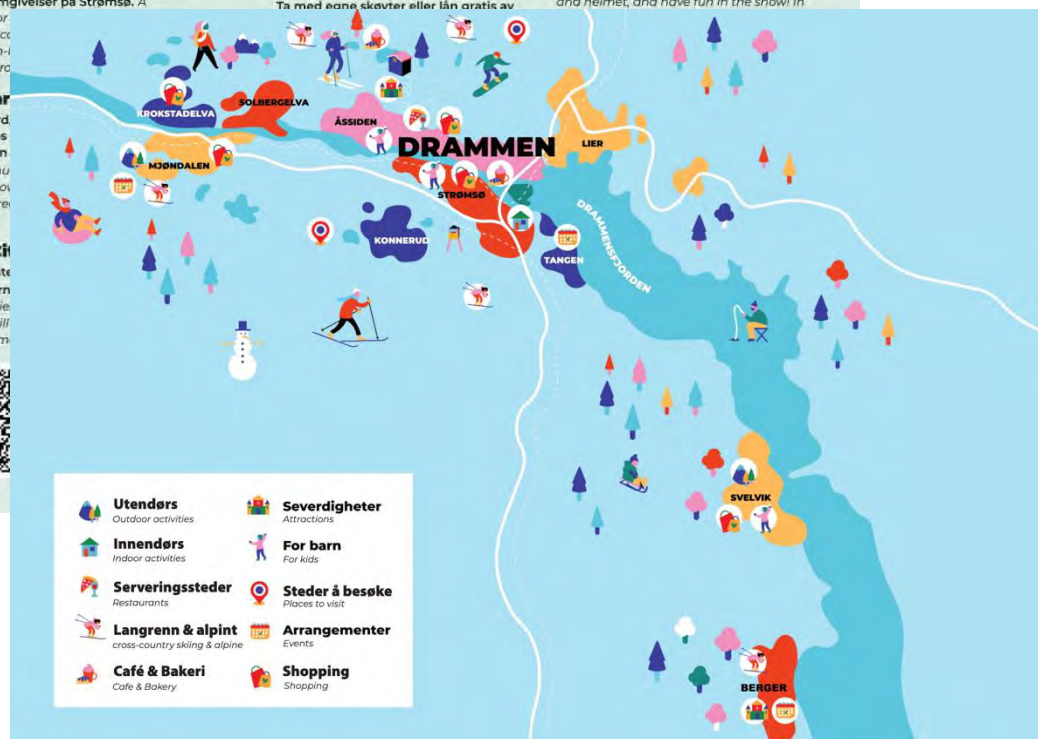 mgivelser på Strømsø. A
Ta med egne skøyter eller lån gratis av
and helmet, and have fun in the snow! In
KROKSTADELVA
SOLBERGELVA
ÅSSIDEN
DRAMMEN
LIER
MJØNDALEN
STRØMSØ
KONNERUD
TANGEN
DRAMMENSFJORDEN
SVELVIK
BERGER
Utendørs
Outdoor activities
Innendørs
Indoor activities
Serveringssteder
Restaurants
Langrenn & alpint
cross-country skiing & alpine
Café & Bakeri
Cafe & Bakery
Severdigheter
Attractions
For barn
For kids
Steder å besøke
Places to visit
Arrangementer
Events
Shopping
Shopping